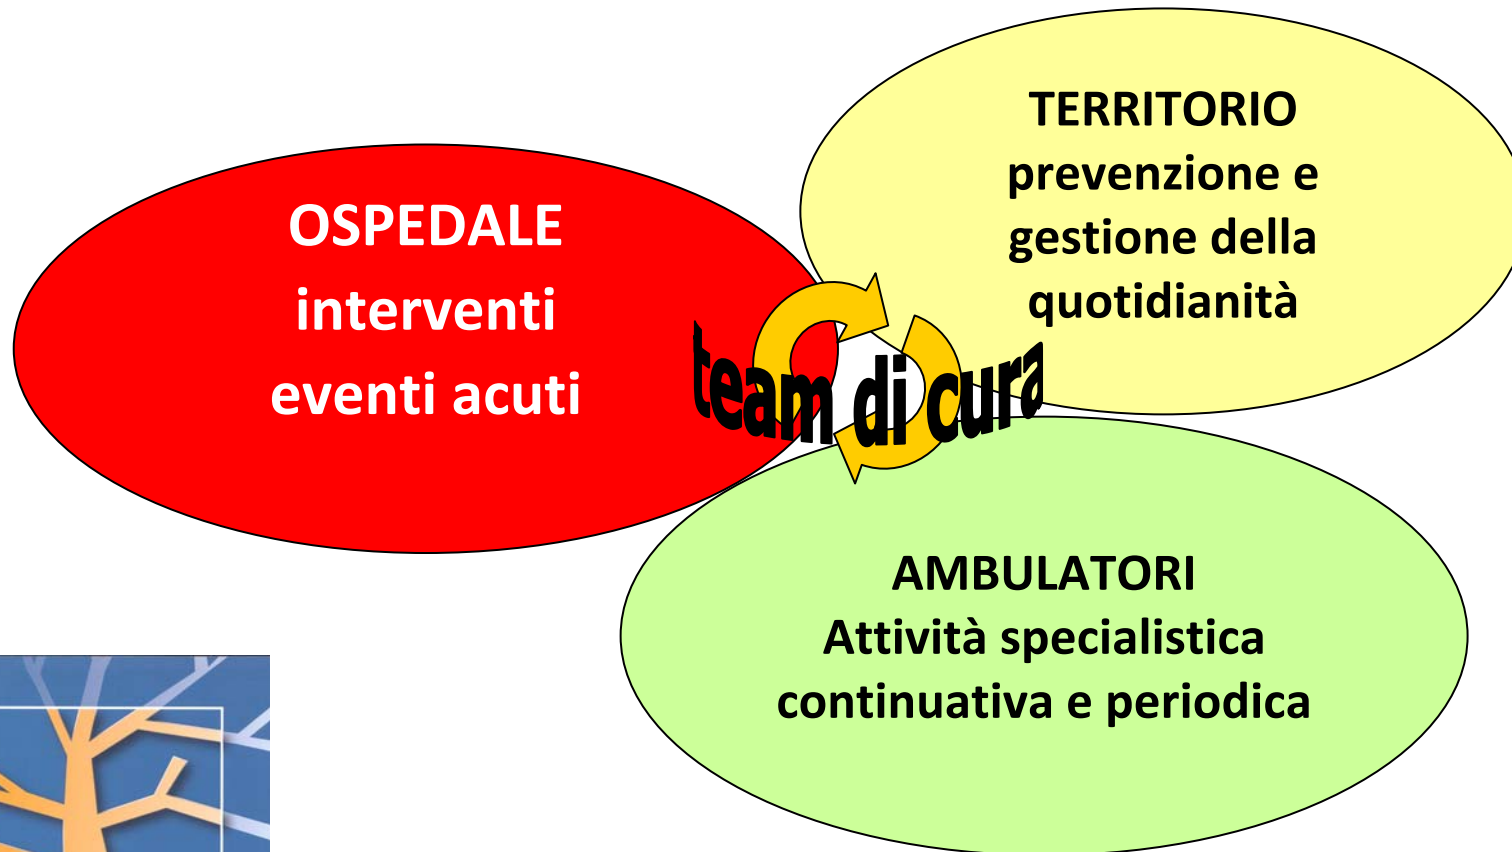 OSPEDALE
interventi
eventi acuti
TERRITORIO
prevenzione e
gestione della
quotidianità
team di cura
AMBULATORI
Attività specialistica
continuativa e periodica